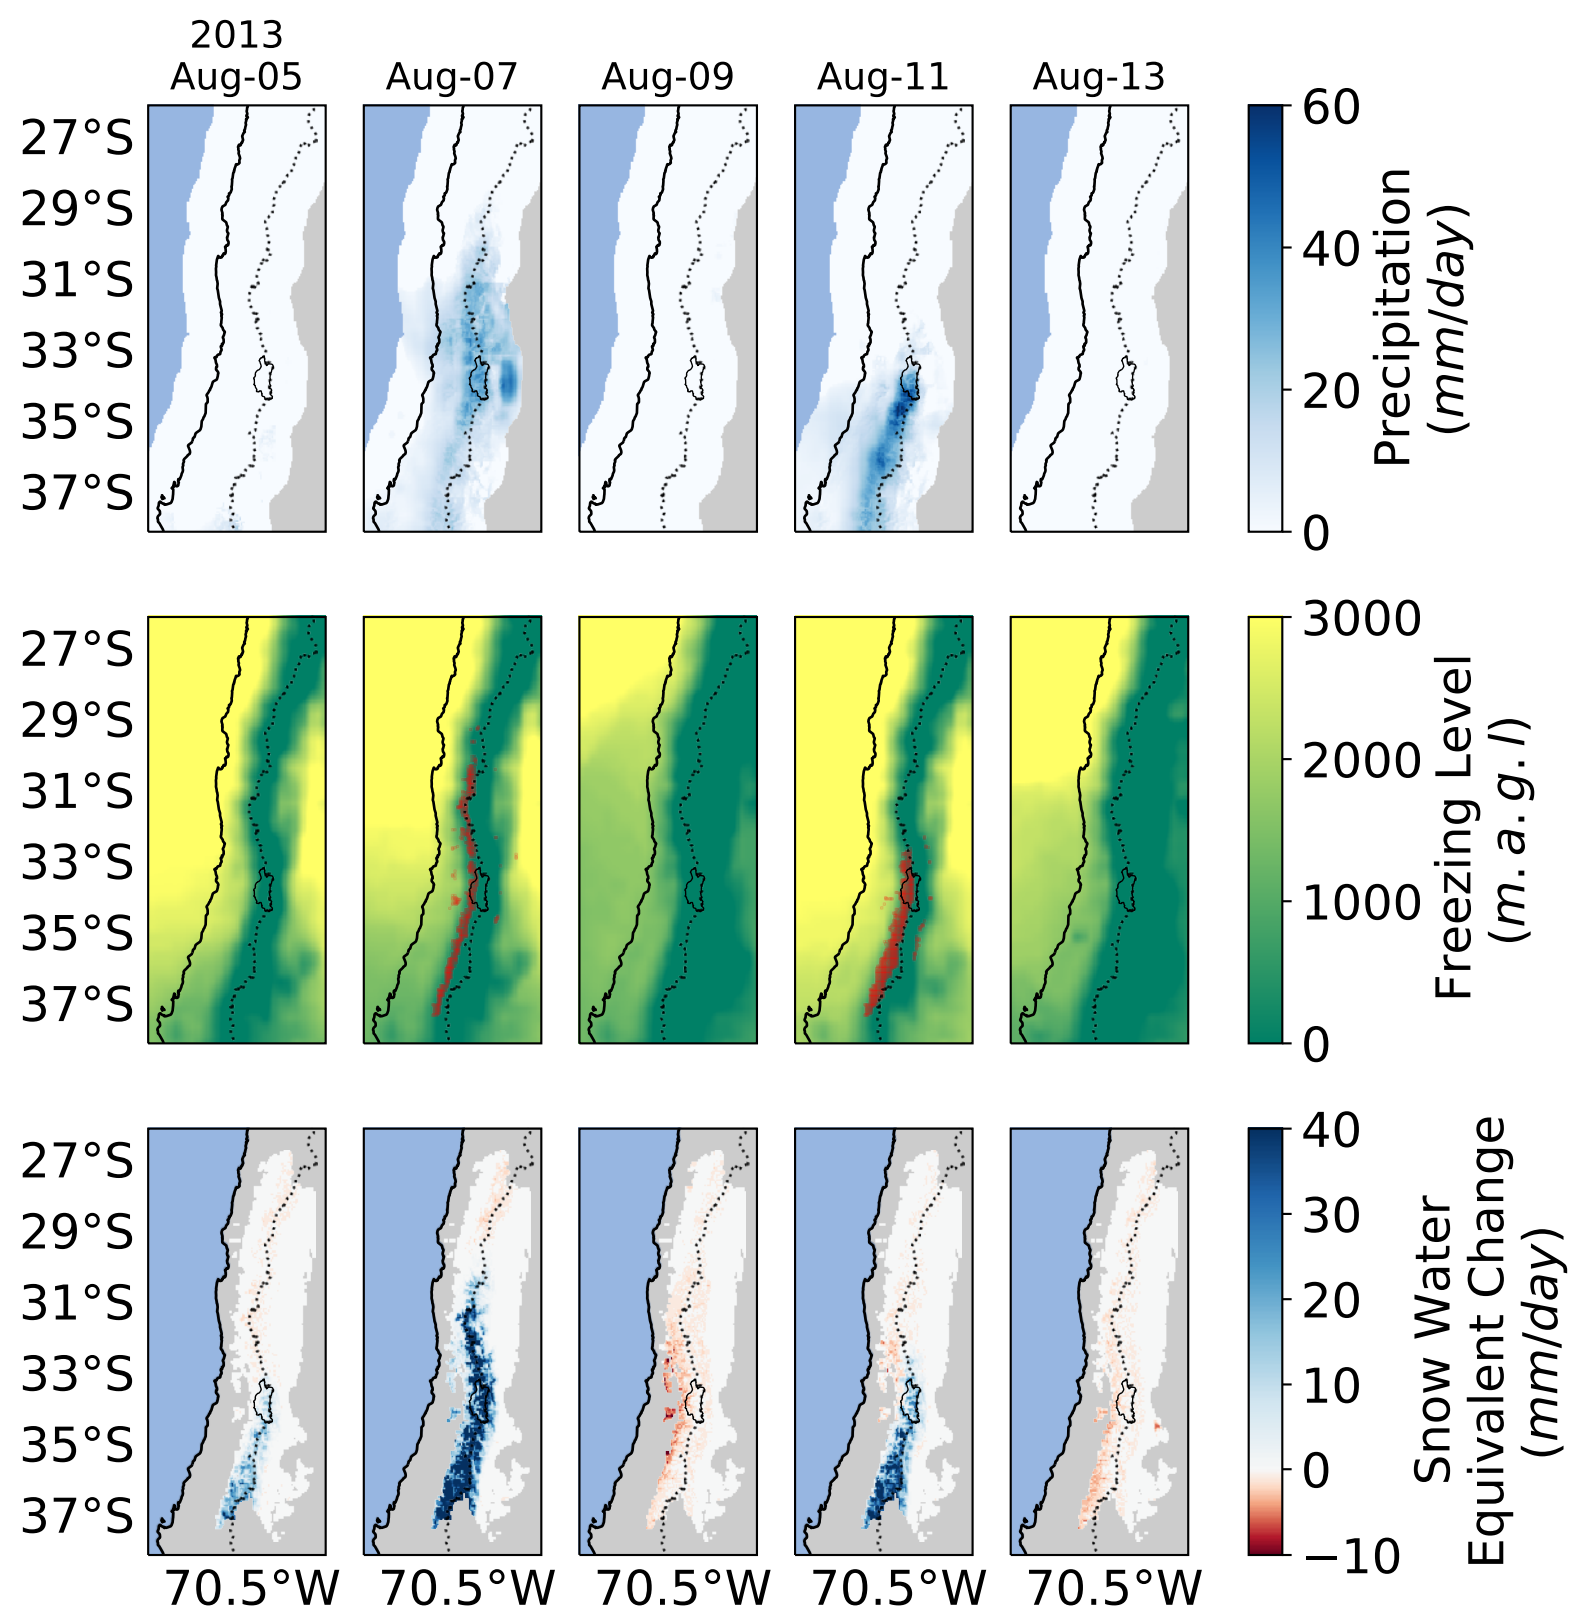 2013
Aug-05 Aug-07 Aug-09 Aug-11 Aug-13
27°S
29°S
31°S
33°S
35°S
37°S
60
40
20
0
Precipitation
(mm/day)
27°S
29°S
31°S
33°S
35°S
37°S
3000
2000
1000
0
Freezing Level
(m.a.g.l)
27°S
29°S
31°S
33°S
35°S
37°S
40
30
20
10
0
−10
Snow Water
Equivalent Change
(mm/day)
70.5°W 70.5°W 70.5°W 70.5°W 70.5°W